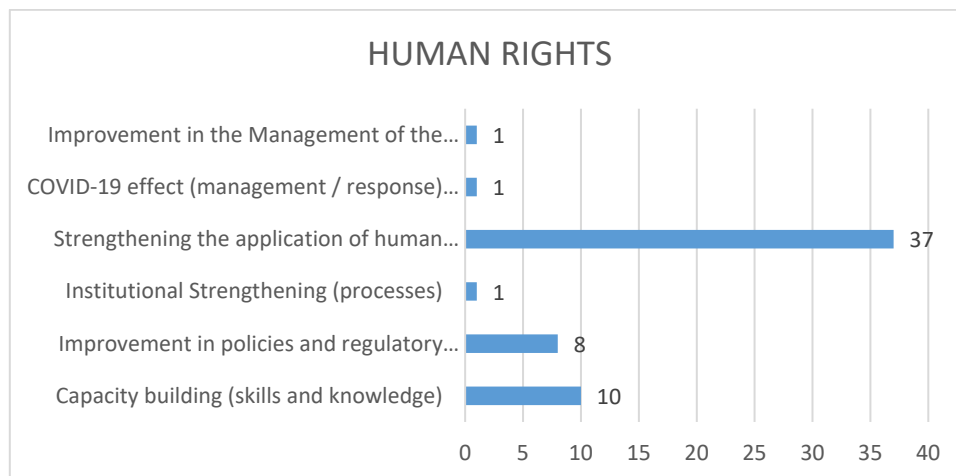 HUMAN RIGHTS
Improvement in the Management of the…
1
COVID-19 effect (management / response)…
1
Strengthening the application of human…
37
Institutional Strengthening (processes)
1
Improvement in policies and regulatory…
8
Capacity building (skills and knowledge)
10
0 5 10 15 20 25 30 35 40